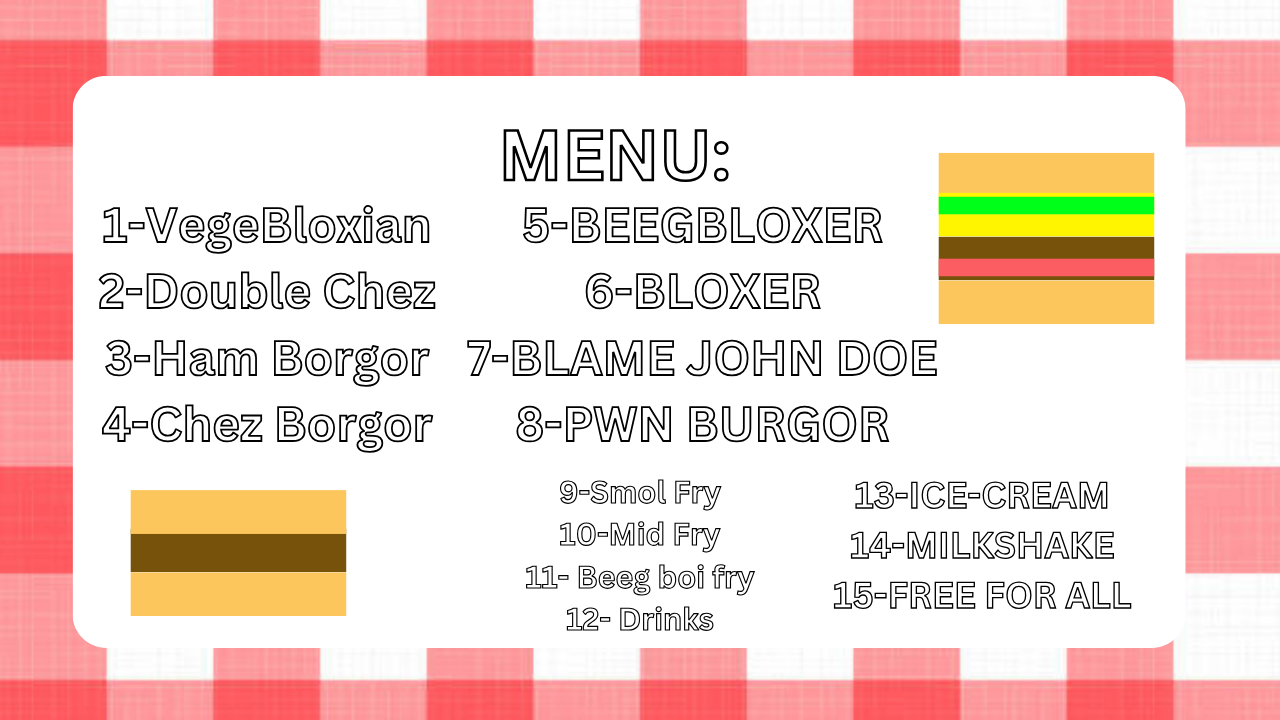 MENU:
1-VegeBloxian
2-Double Chez
3-Ham Borgor
4-Chez Borgor
5-BEEGBLOXER
6-BLOXER
7-BLAME JOHN DOE
8-PWN BURGOR
9-Smol Fry
10-Mid Fry
11- Beeg boi fry
12- Drinks
13-ICE-CREAM
14-MILKSHAKE
15-FREE FOR ALL